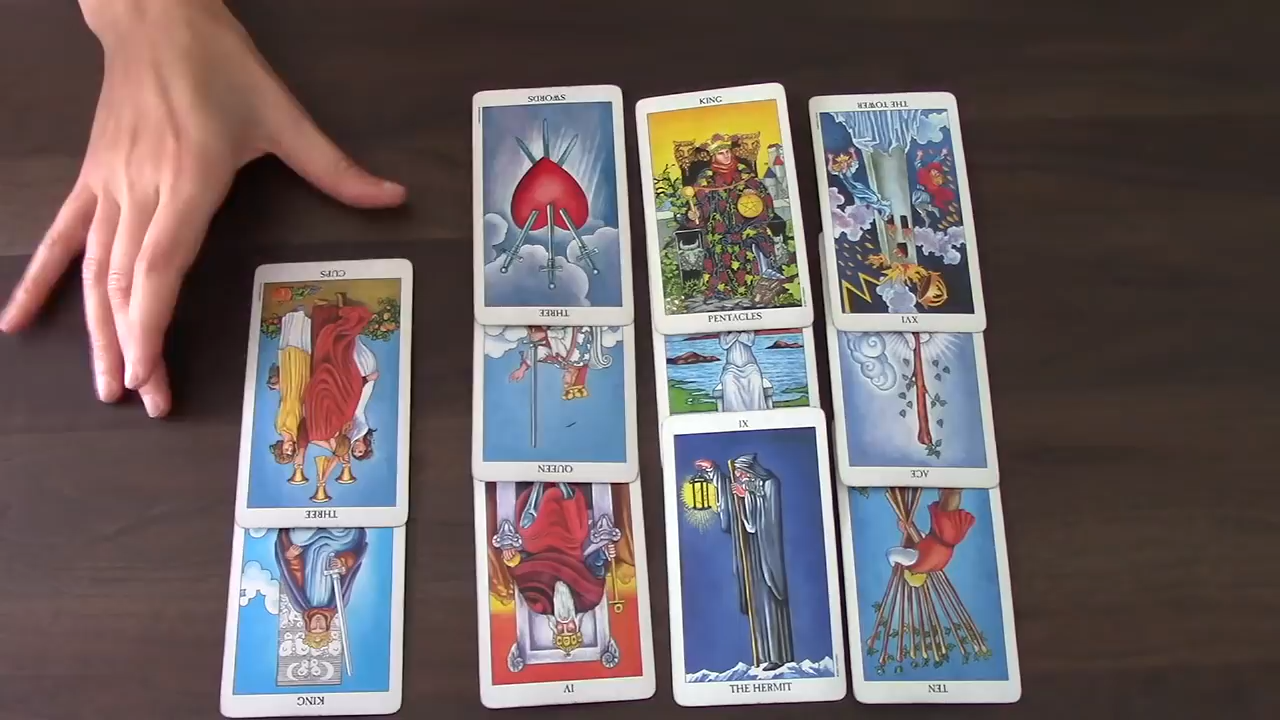 CUPS
THREE
KING
SWORDS
THREE
QUEEN
IV
KING
PENTACLES
IX
THE HERMIT
THE TOWER
XVI
ACE
TEN